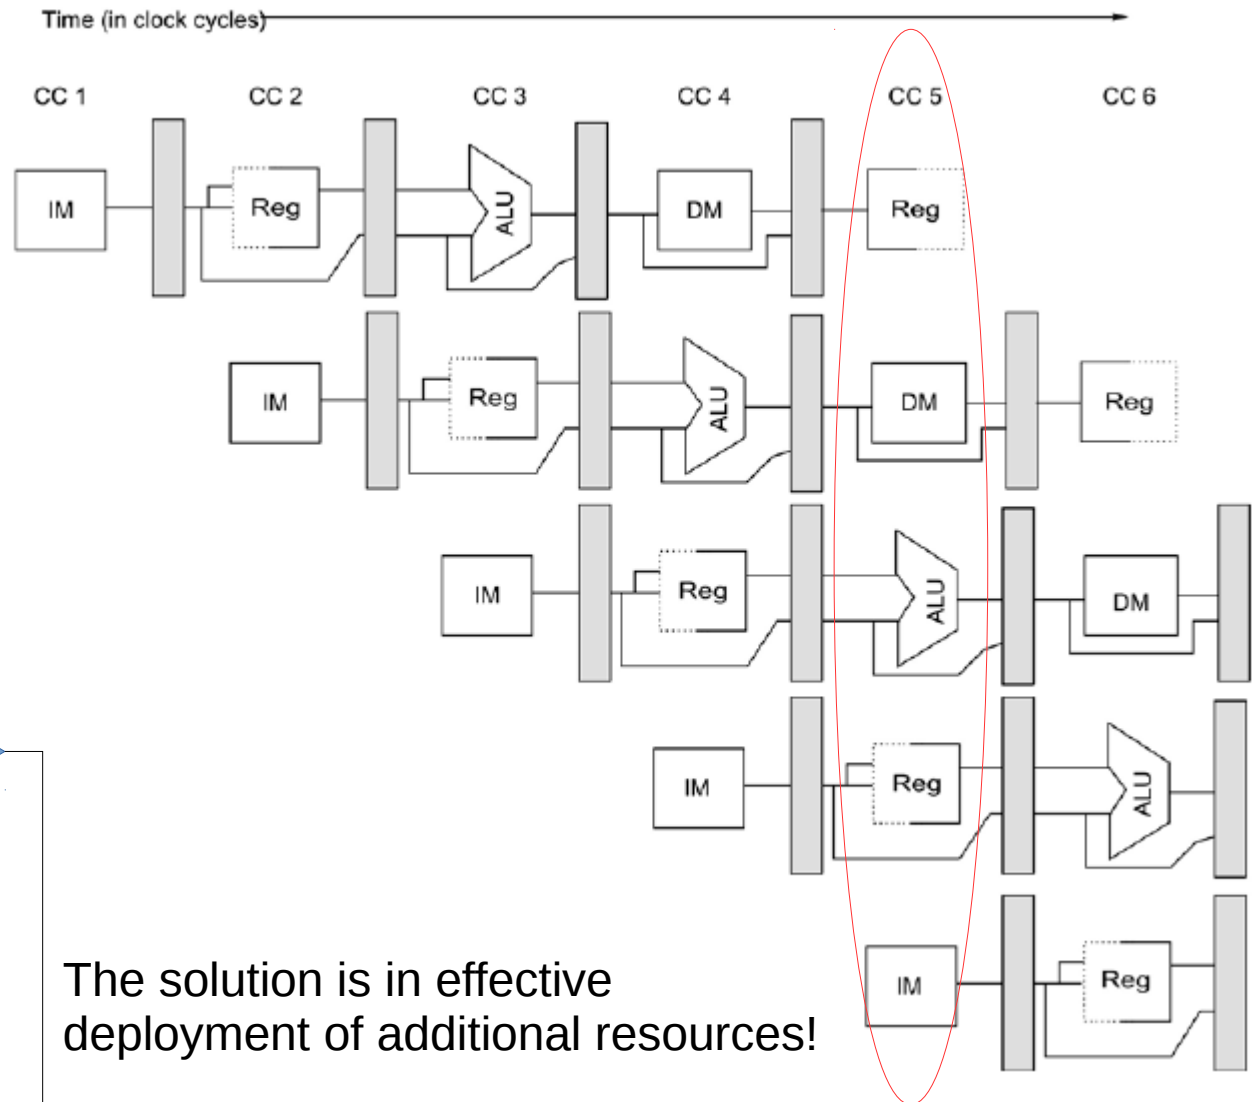 Time (in clock cycles)
CC 1 CC 2 CC 3 CC 4 CC 5 CC 6
IM Reg ALU DM Reg
IM Reg ALU DM Reg
IM Reg ALU DM
IM Reg ALU
IM Reg
The solution is in effective
deployment of additional resources!